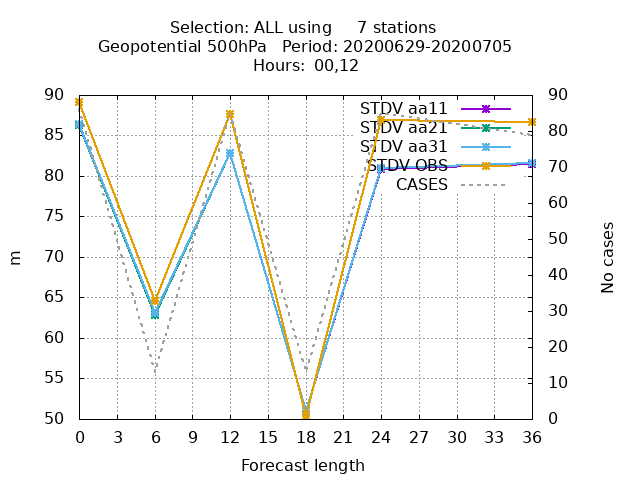 Selection: ALL using     7 stations
Geopotential 500hPa   Period: 20200629-20200705
Hours:  00,12
90
85
80
75
70
65
60
55
50
m
STDV aa11
STDV aa21
STDV aa31
STDV OBS
CASES
90
80
70
60
50
40
30
20
10
0
No cases
0 3 6 9 12 15 18 21 24 27 30 33 36
Forecast length